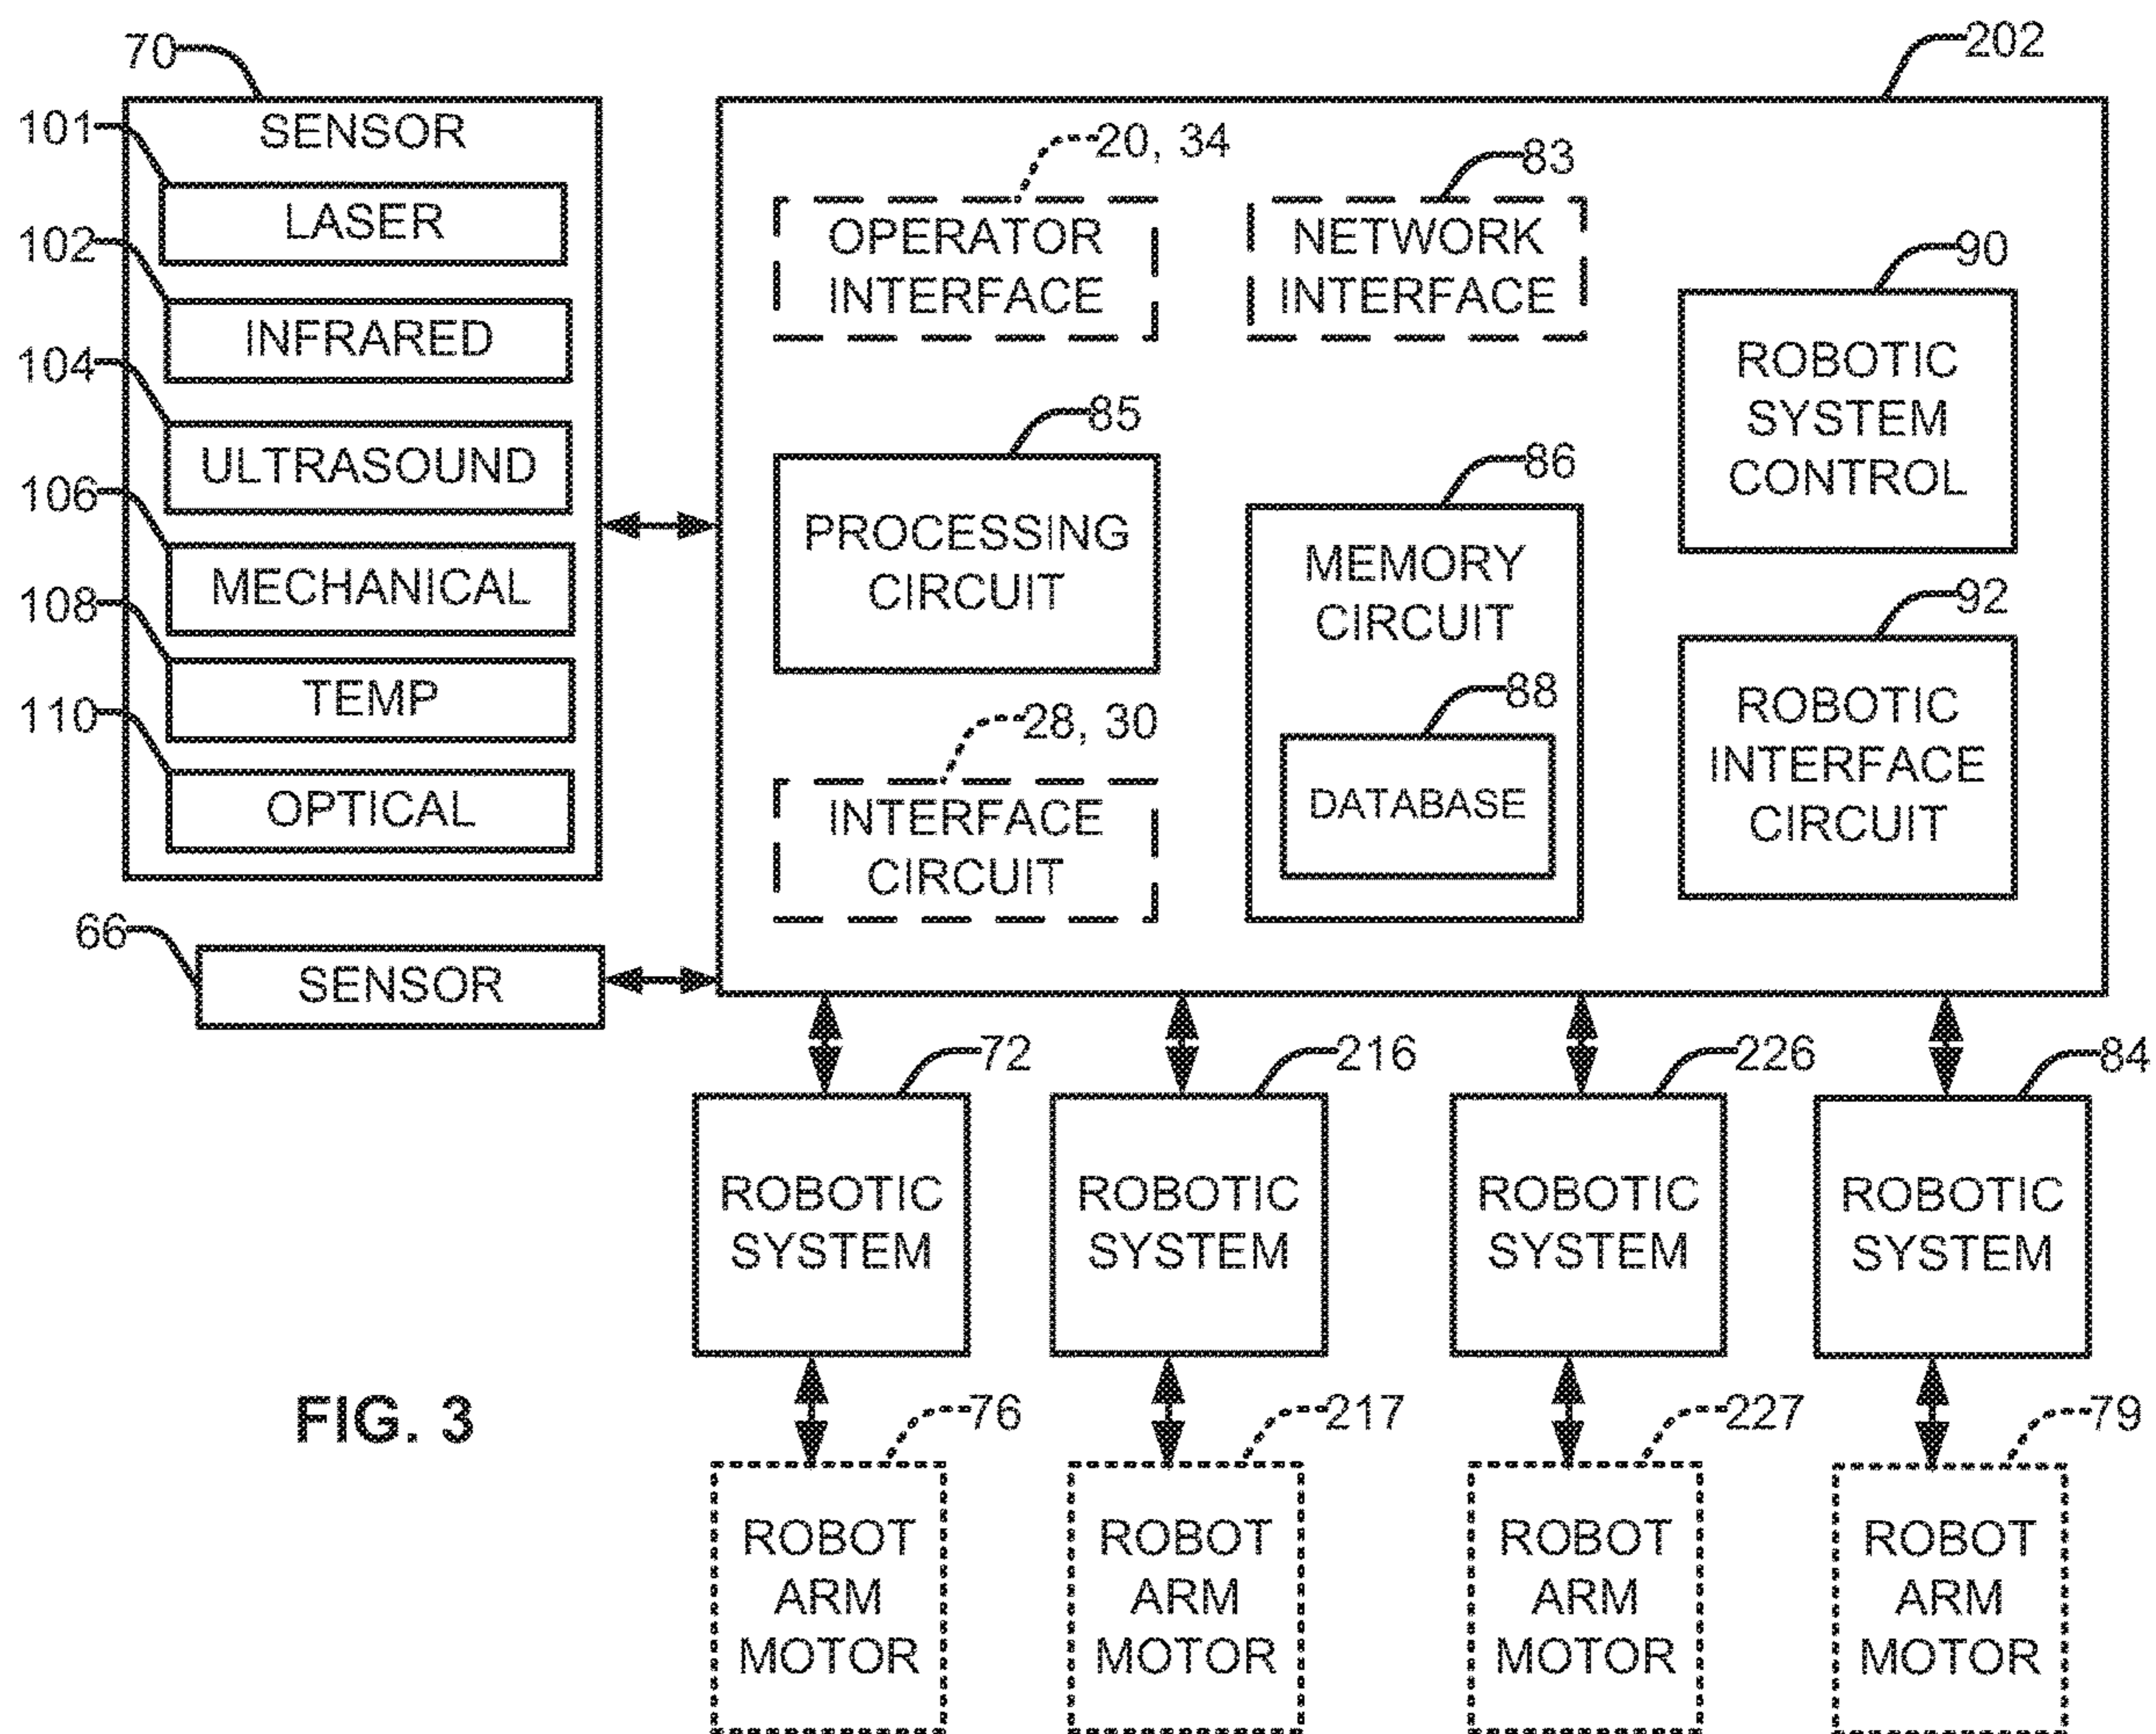 70
SENSOR
101
LASER
102
INFRARED
104
ULTRASOUND
106
MECHANICAL
108
TEMP
110
OPTICAL
66
SENSOR
202
20, 34
OPERATOR
INTERFACE
83
NETWORK
INTERFACE
90
ROBOTIC
SYSTEM
CONTROL
85
PROCESSING
CIRCUIT
86
MEMORY
CIRCUIT
88
DATABASE
92
ROBOTIC
INTERFACE
CIRCUIT
28, 30
INTERFACE
CIRCUIT
72
ROBOTIC
SYSTEM
216
ROBOTIC
SYSTEM
226
ROBOTIC
SYSTEM
84
ROBOTIC
SYSTEM
FIG. 3
76
ROBOT
ARM
MOTOR
217
ROBOT
ARM
MOTOR
227
ROBOT
ARM
MOTOR
79
ROBOT
ARM
MOTOR